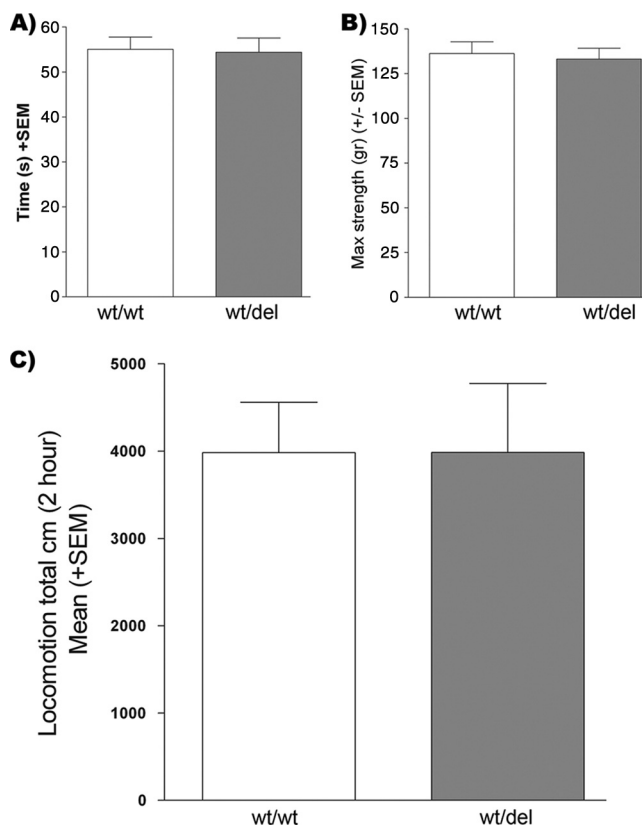 A)
60
50
40
30
20
10
0
Time (s) +SEM
wt/wt wt/del
B)
150
125
100
75
50
25
0
Max strength (gr) (+/- SEM)
wt/wt wt/del
C)
5000
4000
3000
2000
1000
0
Locomotion total cm (2 hour)
Mean (+SEM)
wt/wt wt/del